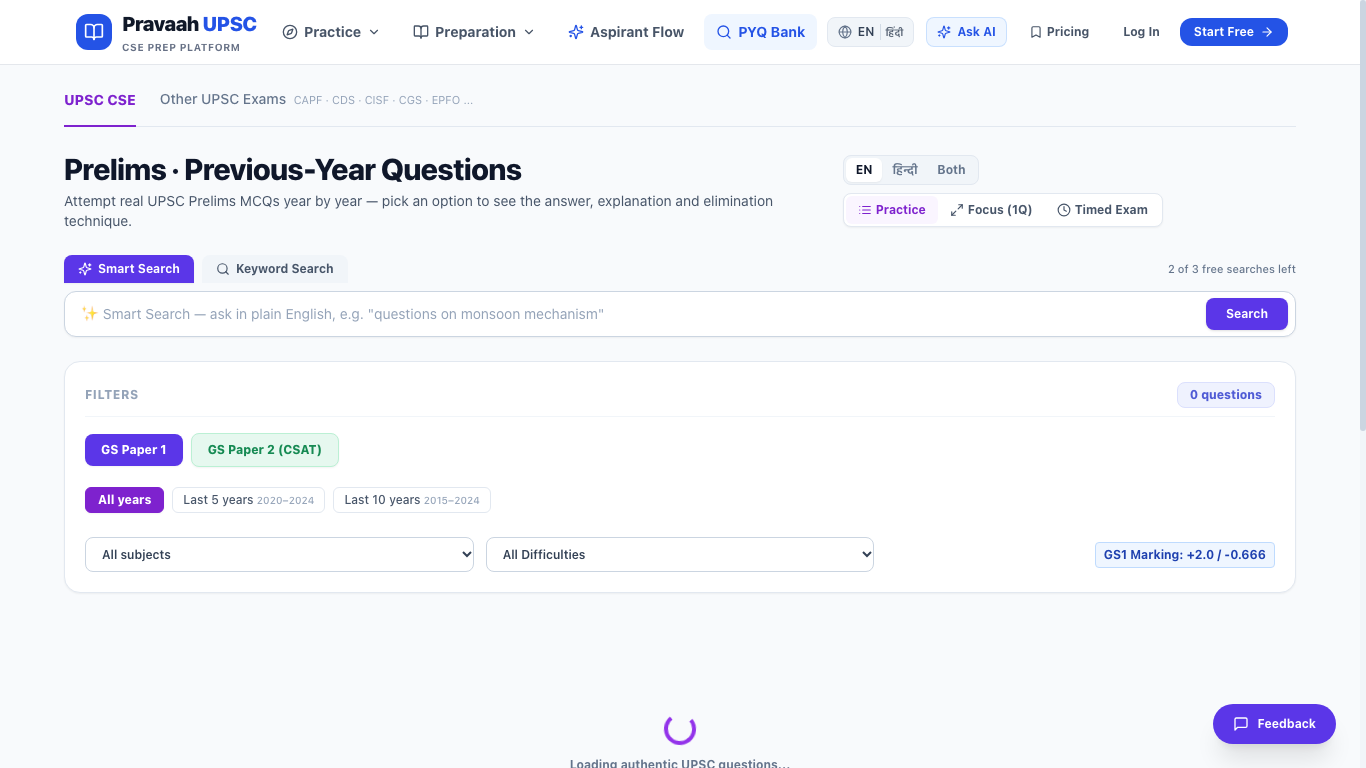 Pravaah UPSC
CSE PREP PLATFORM
Practice
Preparation
Aspirant Flow
PYQ Bank
EN हिंदी
Ask AI
Pricing
Log In
Start Free
UPSC CSE
Other UPSC Exams CAPF · CDS · CISF · CGS · EPFO ...
Prelims · Previous-Year Questions
Attempt real UPSC Prelims MCQs year by year — pick an option to see the answer, explanation and elimination
technique.
EN हिन्दी Both
Practice Focus (1Q) Timed Exam
Smart Search Keyword Search
2 of 3 free searches left
✨ Smart Search — ask in plain English, e.g. "questions on monsoon mechanism"
Search
FILTERS
0 questions
GS Paper 1 GS Paper 2 (CSAT)
All years Last 5 years 2020–2024 Last 10 years 2015–2024
All subjects All Difficulties
GS1 Marking: +2.0 / -0.666
Feedback
Loading authentic UPSC questions...